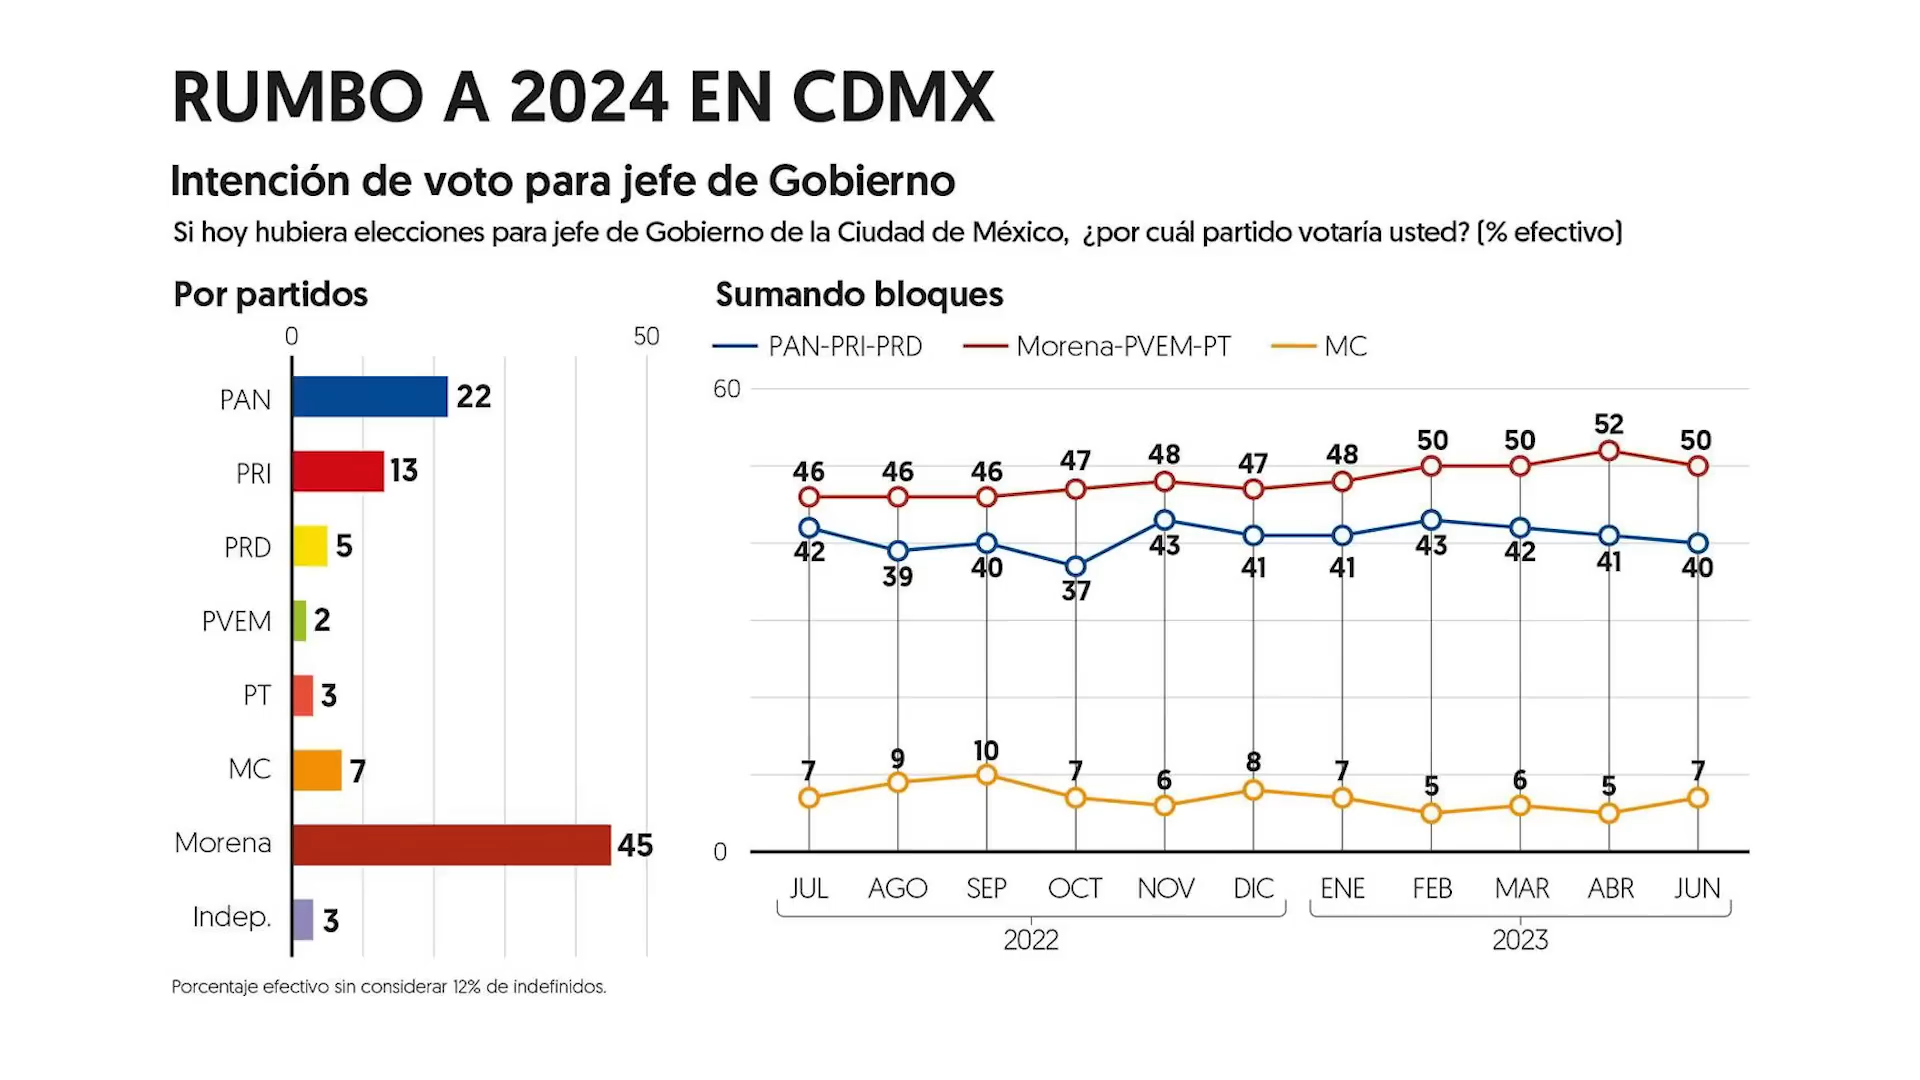 RUMBO A 2024 EN CDMX
Intención de voto para jefe de Gobierno
Si hoy hubiera elecciones para jefe de Gobierno de la Ciudad de México, ¿por cuál partido votaría usted? (% efectivo)
Por partidos
0 50
PAN 22
PRI 13
PRD 5
PVEM 2
PT 3
MC 7
Morena 45
Indep. 3
Porcentaje efectivo sin considerar 12% de indefinidos.
Sumando bloques
PAN-PRI-PRD Morena-PVEM-PT MC
60
46 46 46 47 48 47 48 50 50 52 50
42 39 40 37 43 41 41 43 42 41 40
7 9 10 7 6 8 7 5 6 5 7
0
JUL AGO SEP OCT NOV DIC ENE FEB MAR ABR JUN
2022 2023